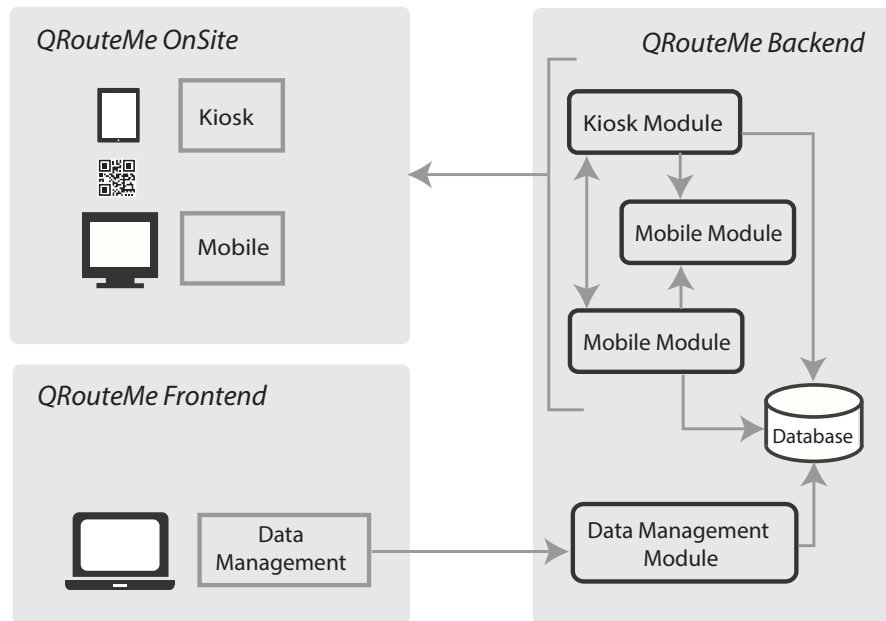 QRouteMe OnSite
Kiosk
Mobile
QRouteMe Frontend
Data
Management
QRouteMe Backend
Kiosk Module
Mobile Module
Mobile Module
Database
Data Management
Module